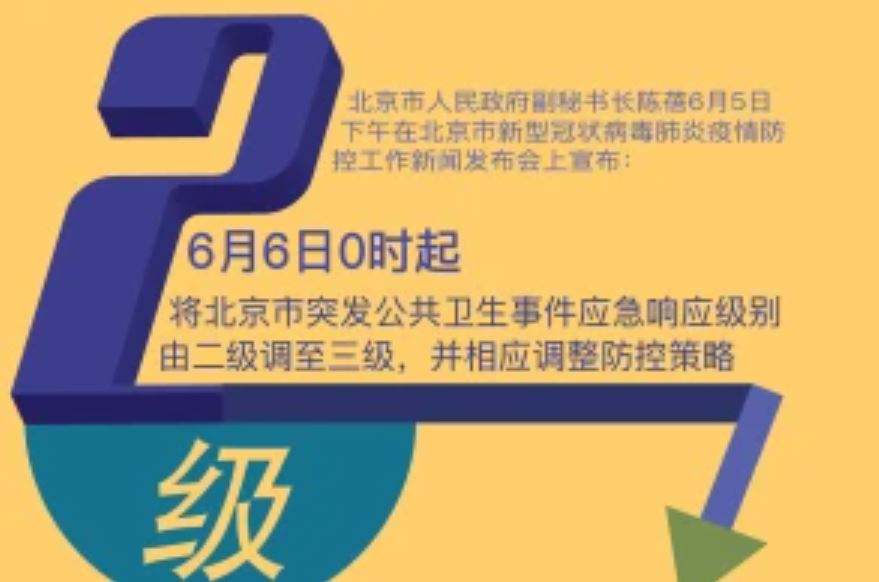 2
北京市人民政府副秘书长陈蓓6月5日
下午在北京市新型冠状病毒肺炎疫情防
控工作新闻发布会上宣布：
6月6日0时起
将北京市突发公共卫生事件应急响应级别
由二级调至三级，并相应调整防控策略
级